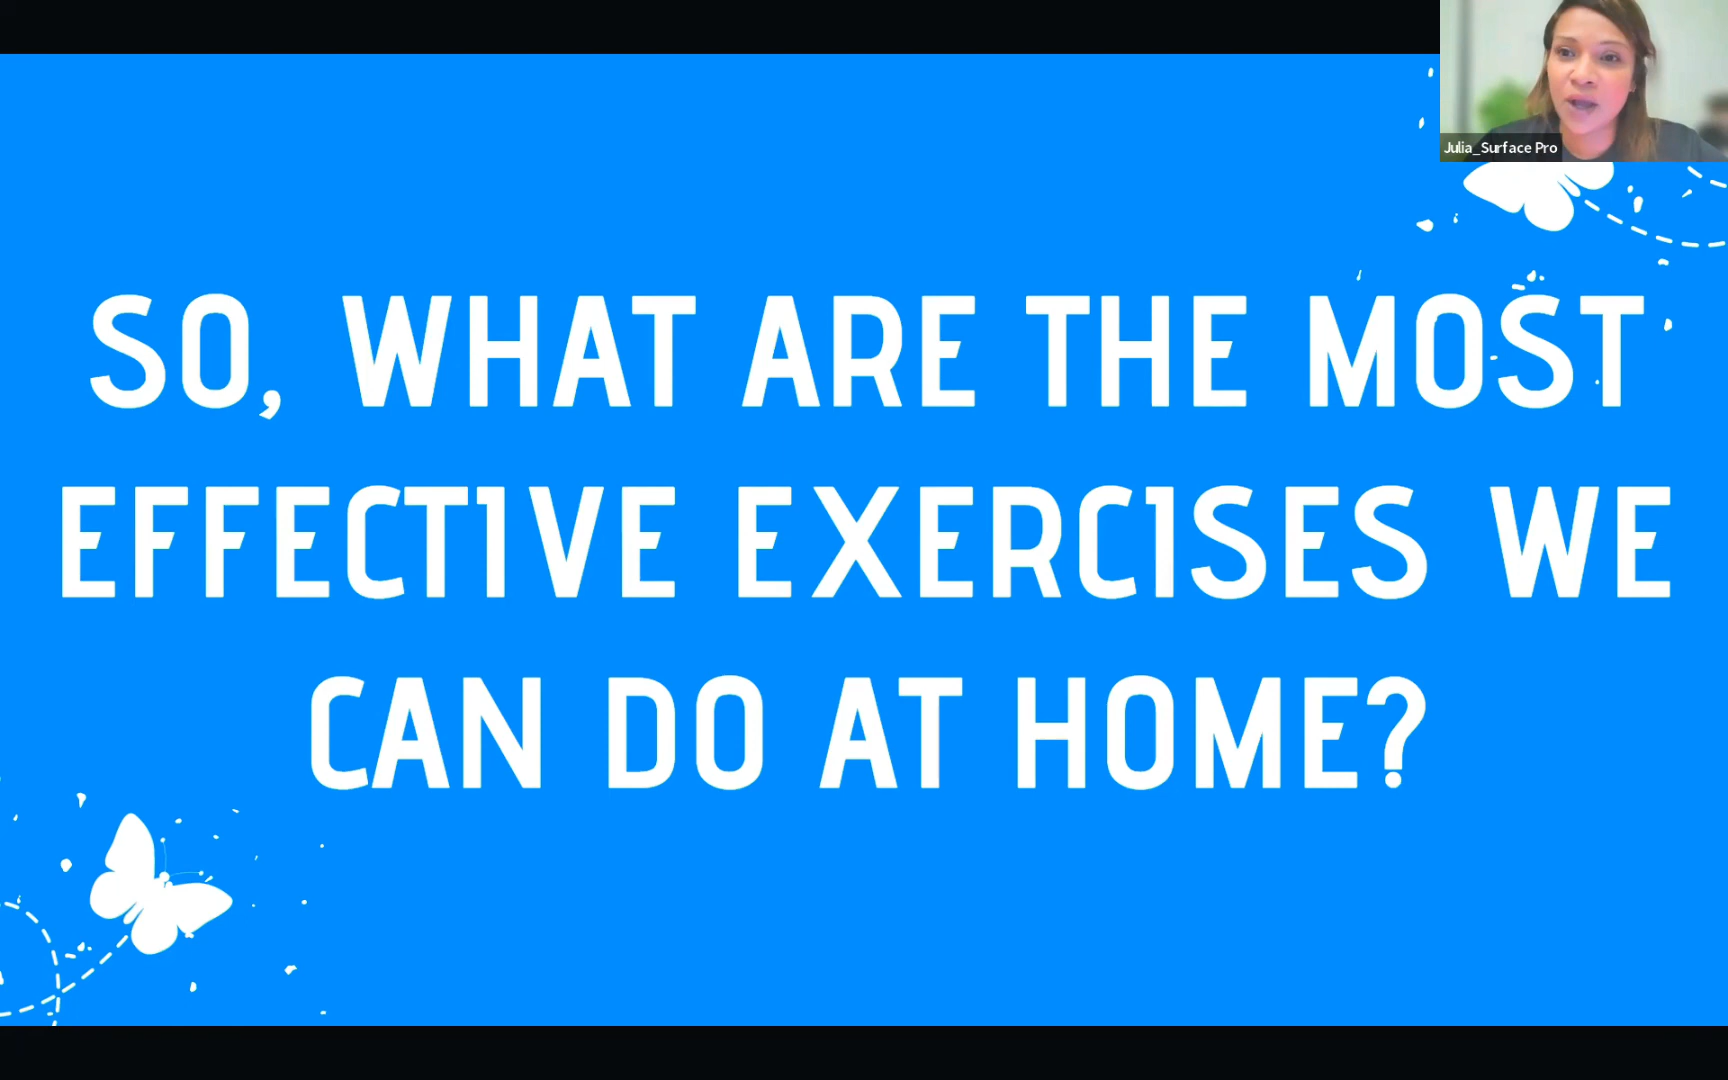 Julia_Surface Pro
SO, WHAT ARE THE MOST
EFFECTIVE EXERCISES WE
CAN DO AT HOME?